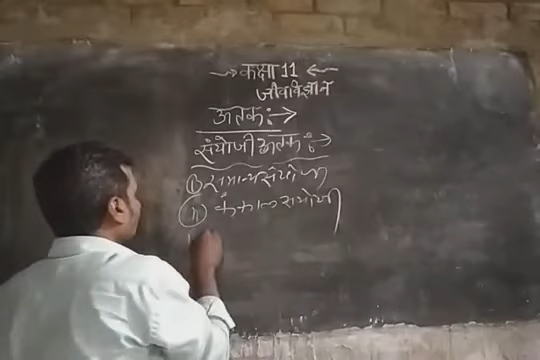 → कक्षा 11 ←
जीवविज्ञान
ऊतक :→
संयोजी ऊतक :→
(i) सामान्य संयोजी
(ii) कंकाल संयोजी